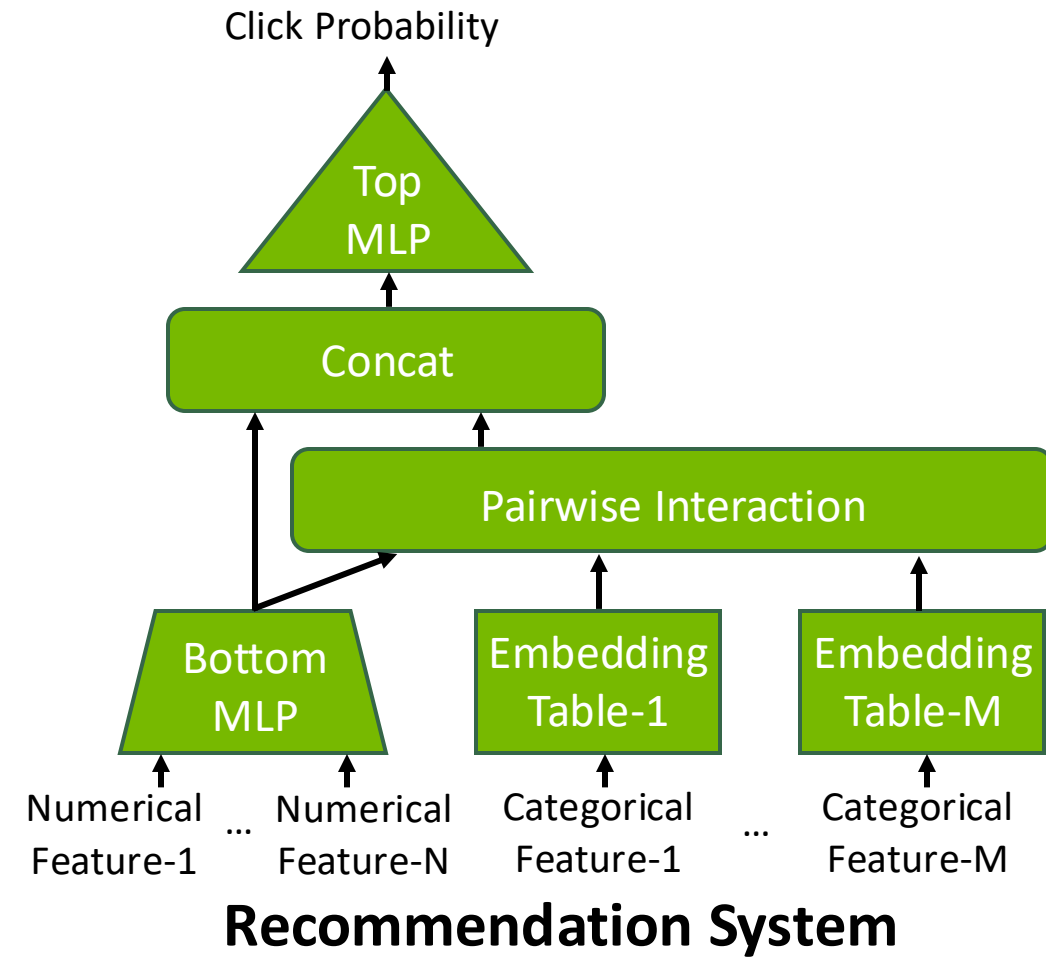 Click Probability
Top
MLP
Concat
Pairwise Interaction
Bottom
MLP
Embedding
Table-1
Embedding
Table-M
Numerical
Feature-1
...
Numerical
Feature-N
Categorical
Feature-1
...
Categorical
Feature-M
Recommendation System